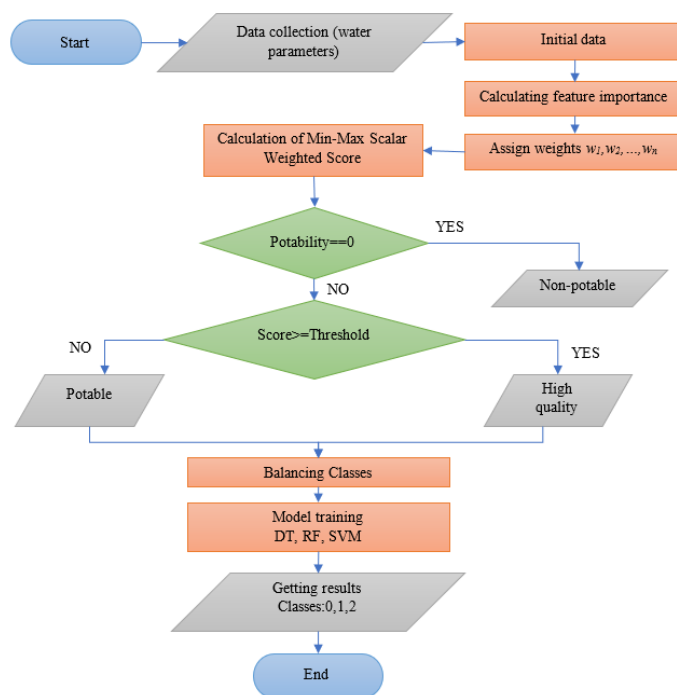 Start
Data collection (water
parameters)
Initial data
Calculating feature importance
Assign weights w1,w2,...,wn
Calculation of Min-Max Scalar
Weighted Score
Potability==0
YES
Non-potable
NO
Score>=Threshold
NO
YES
Potable
High
quality
Balancing Classes
Model training
DT, RF, SVM
Getting results
Classes:0,1,2
End